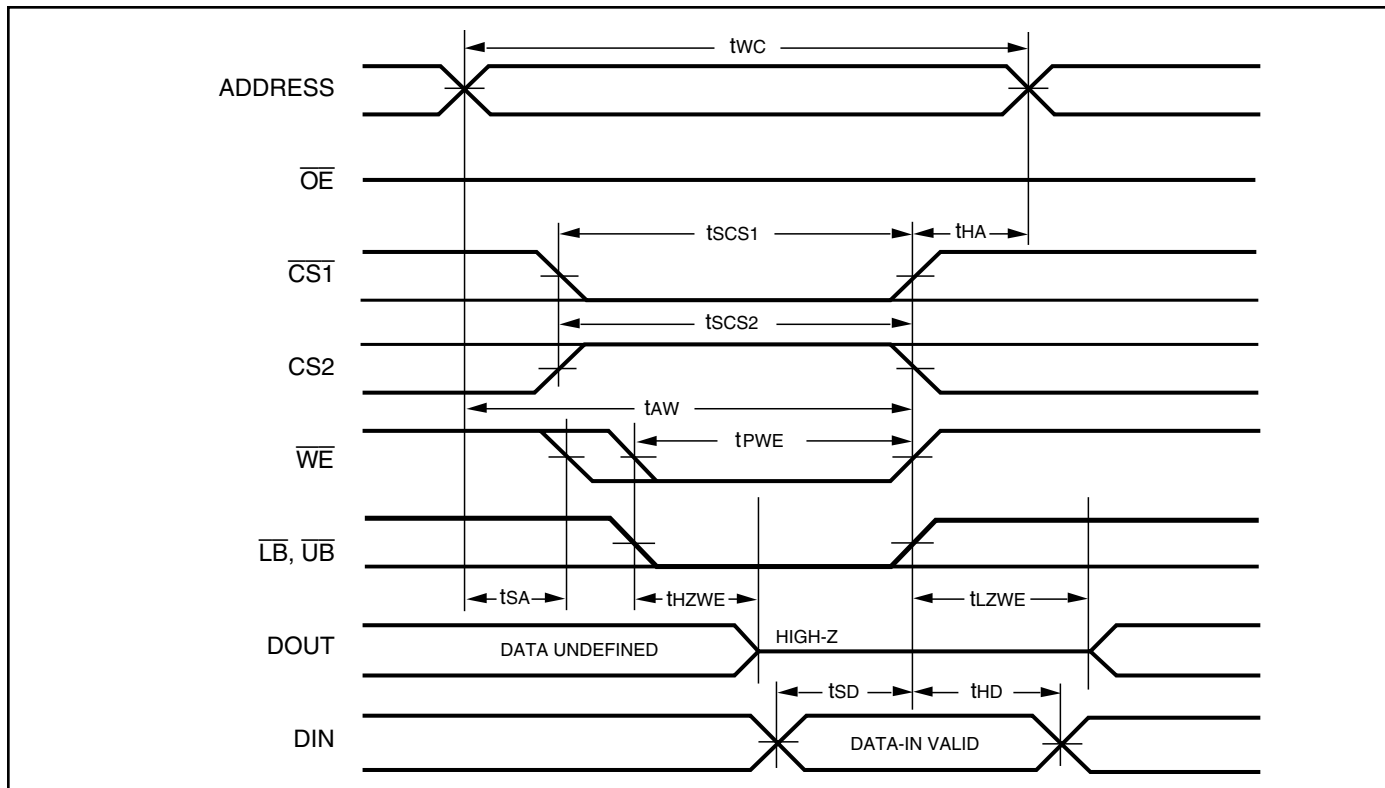 tWC
ADDRESS
OE
tSCS1
tHA
CS1
tSCS2
CS2
tAW
tPWE
WE
LB, UB
tSA
tHZWE
tLZWE
DOUT
DATA UNDEFINED
HIGH-Z
tSD
tHD
DIN
DATA-IN VALID